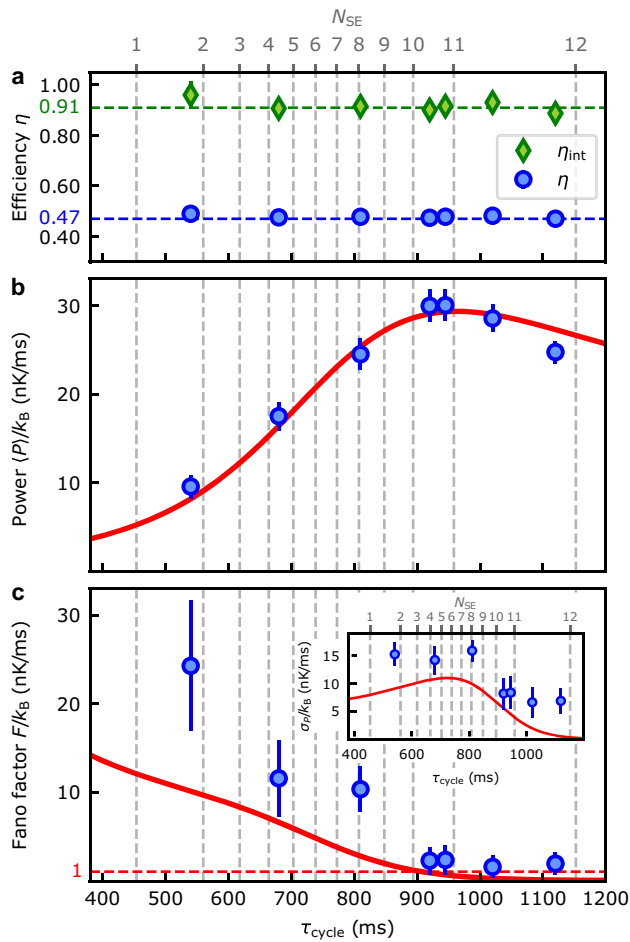 N_SE
1 2 3 4 5 6 7 8 9 10 11 12
a
Efficiency η
1.00
0.91
0.80
0.60
0.47
0.40
η_int
η
b
Power ⟨P⟩/k_B (nK/ms)
30
20
10
c
Fano factor F/k_B (nK/ms)
30
20
10
1
N_SE
1 2 3 4 5 6 7 8 9 10 11 12
σ_P/k_B (nK/ms)
15
10
5
400 600 800 1000
τ_cycle (ms)
400 500 600 700 800 900 1000 1100 1200
τ_cycle (ms)